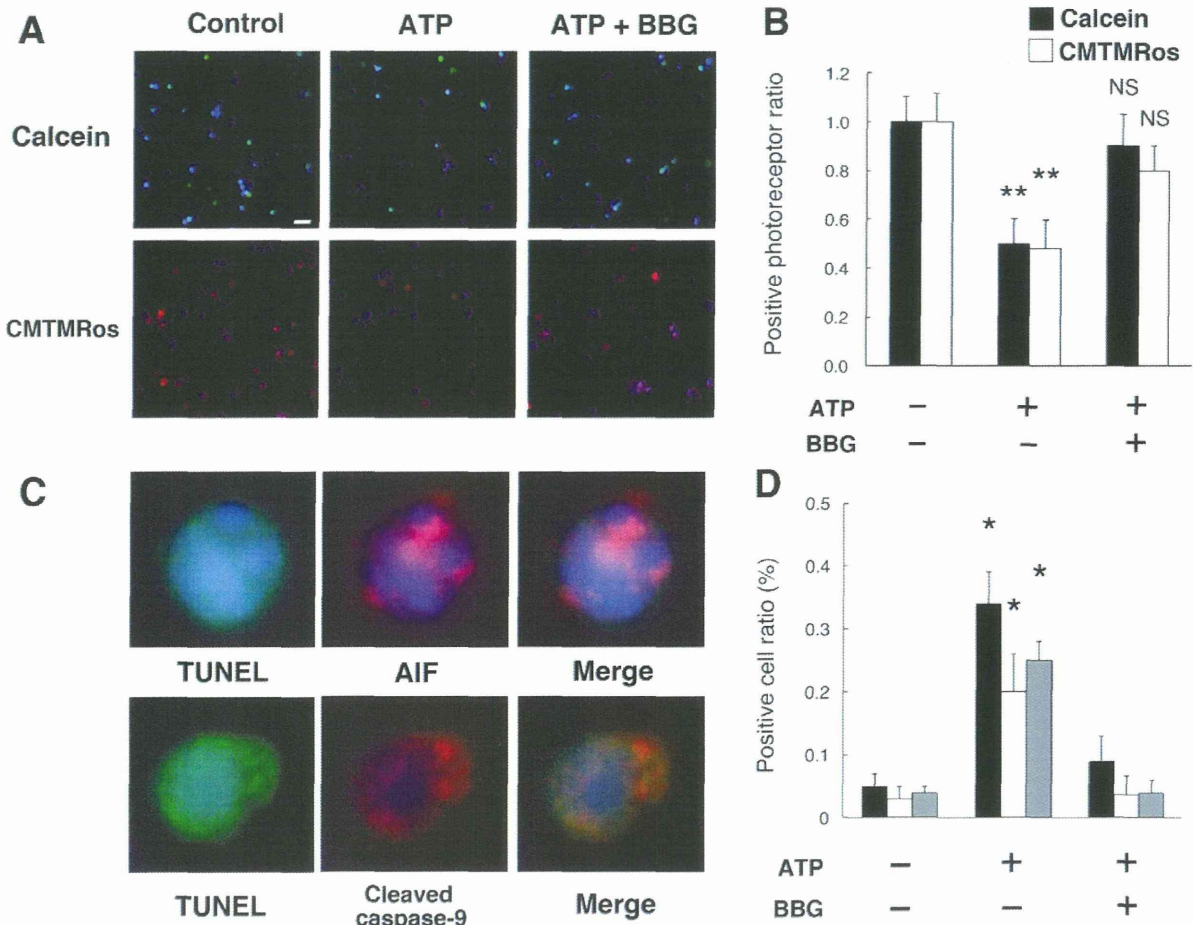 A
Control
ATP
ATP + BBG
Calcein
CMTMRos
B
Calcein
CMTMRos
Positive photoreceptor ratio
1.2
1.0
0.8
0.6
0.4
0.2
0.0
**
**
NS
NS
ATP
−
+
+
BBG
−
−
+
C
TUNEL
AIF
Merge
TUNEL
Cleaved
caspase-9
Merge
D
Positive cell ratio (%)
0.5
0.4
0.3
0.2
0.1
0
*
*
*
ATP
−
+
+
BBG
−
−
+